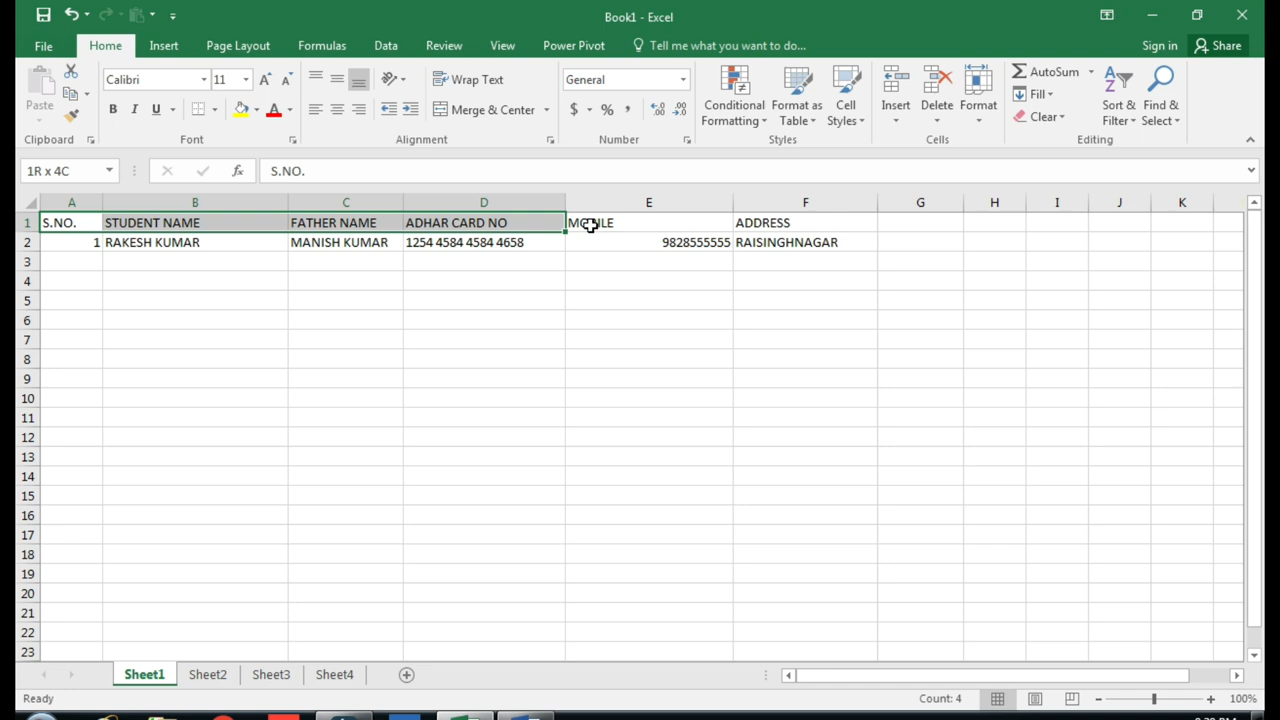 Book1 - Excel
File Home Insert Page Layout Formulas Data Review View Power Pivot Tell me what you want to do... Sign in Share
Paste Calibri 11 Wrap Text General Conditional Formatting Format as Table Cell Styles Insert Delete Format AutoSum Sort & Filter Find & Select
B I U Merge & Center $ % , Fill
Clear
Clipboard Font Alignment Number Styles Cells Editing
1R x 4C fx S.NO.
A B C D E F G H I J K
1 S.NO. STUDENT NAME FATHER NAME ADHAR CARD NO ADDRESS
2 1 RAKESH KUMAR MANISH KUMAR 1254 4584 4584 4658 9828555555 RAISINGHNAGAR
3
4
5
6
7
8
9
10
11
12
13
14
15
16
17
18
19
20
21
22
23
Sheet1 Sheet2 Sheet3 Sheet4
Ready Count: 4 100%